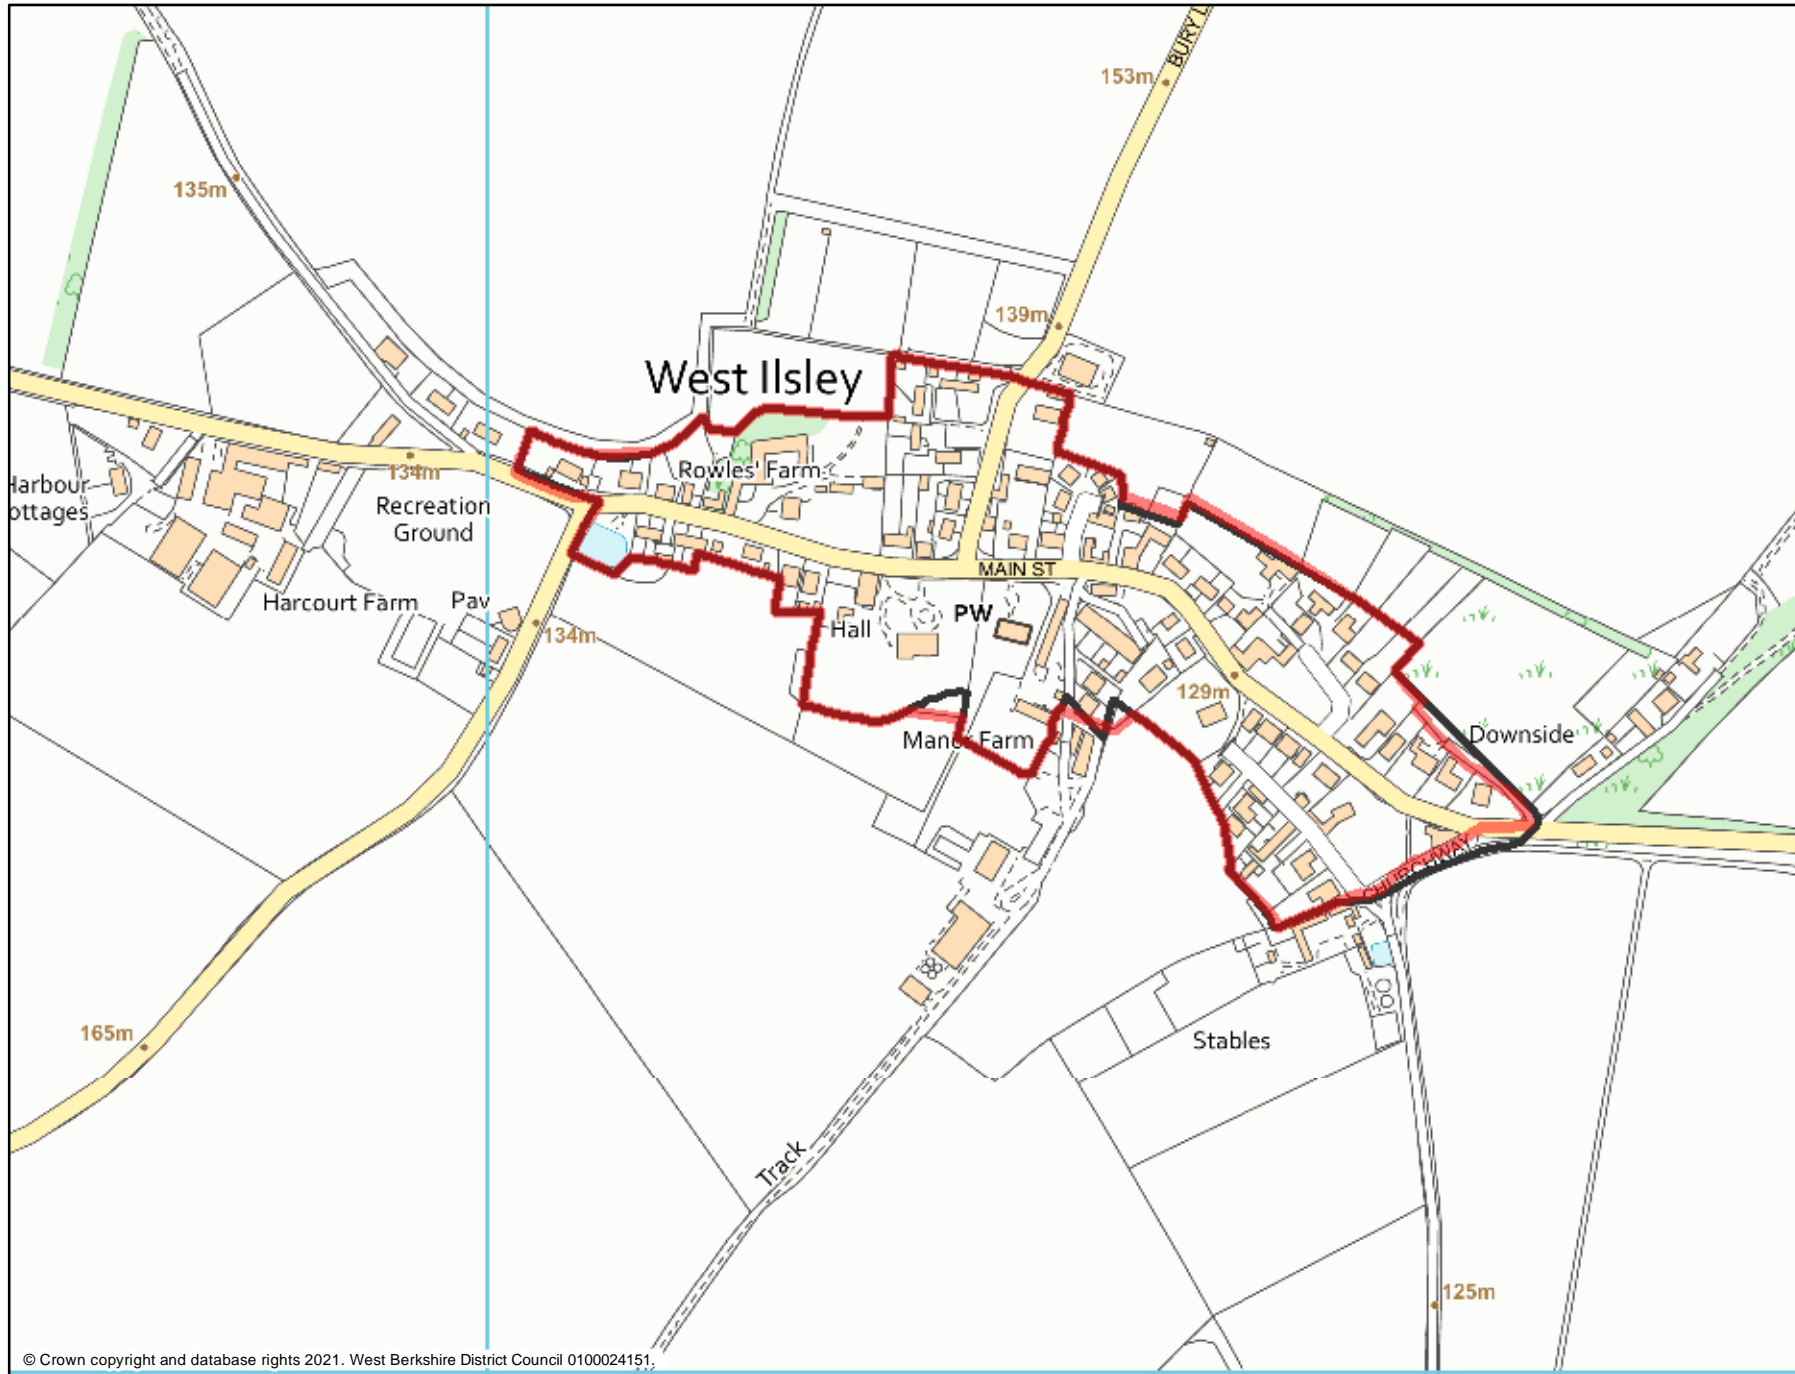 BURY L
153m
135m
139m
West Ilsley
Rowles' Farm
134m
Harbour
ottages
Recreation
Ground
MAIN ST
Harcourt Farm
Pav
PW
Hall
134m
129m
Manor Farm
Downside
CHURCHWAY
165m
Stables
Track
125m
© Crown copyright and database rights 2021. West Berkshire District Council 0100024151.